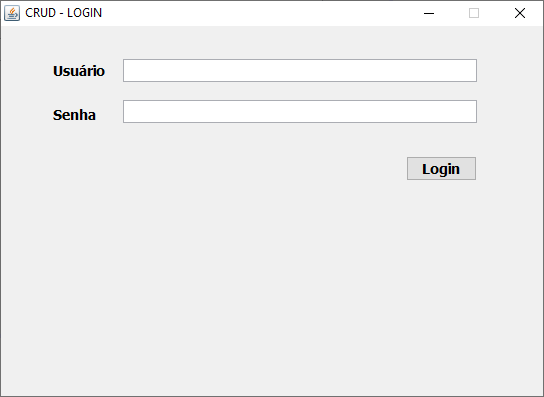 CRUD - LOGIN
Usuário
Senha
Login